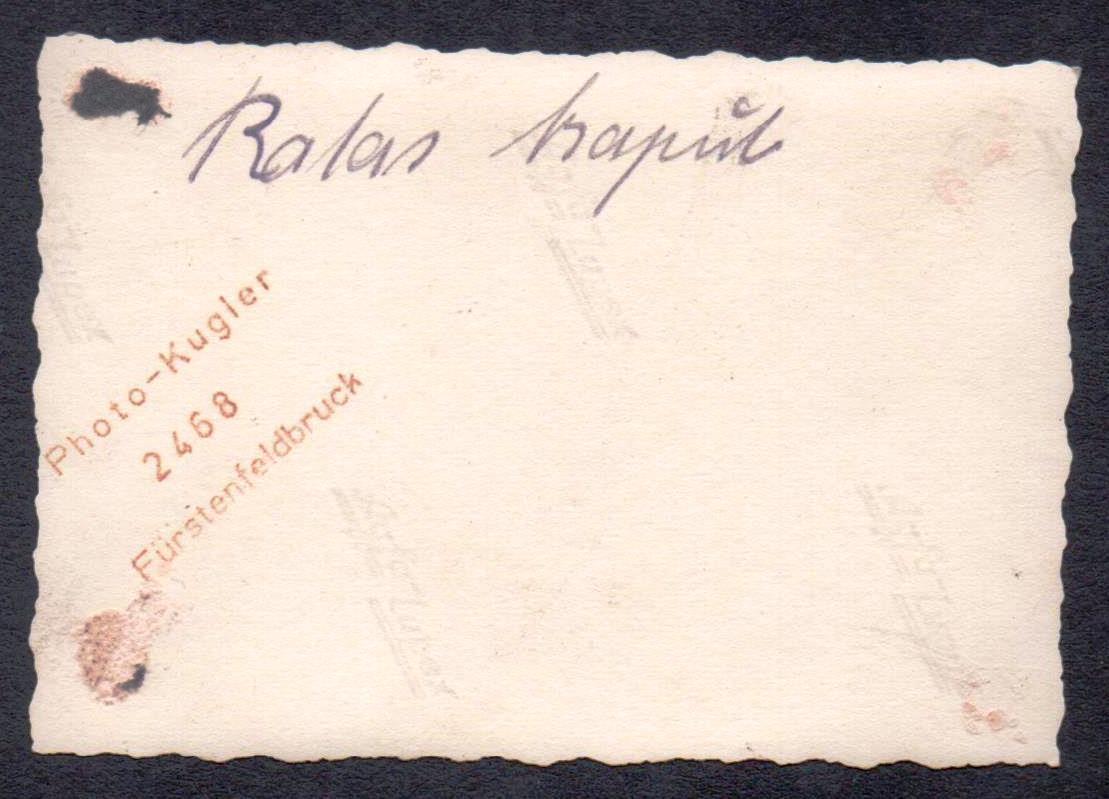 Ratas kaput
Photo-Kugler
2468
Fürstenfeldbruck